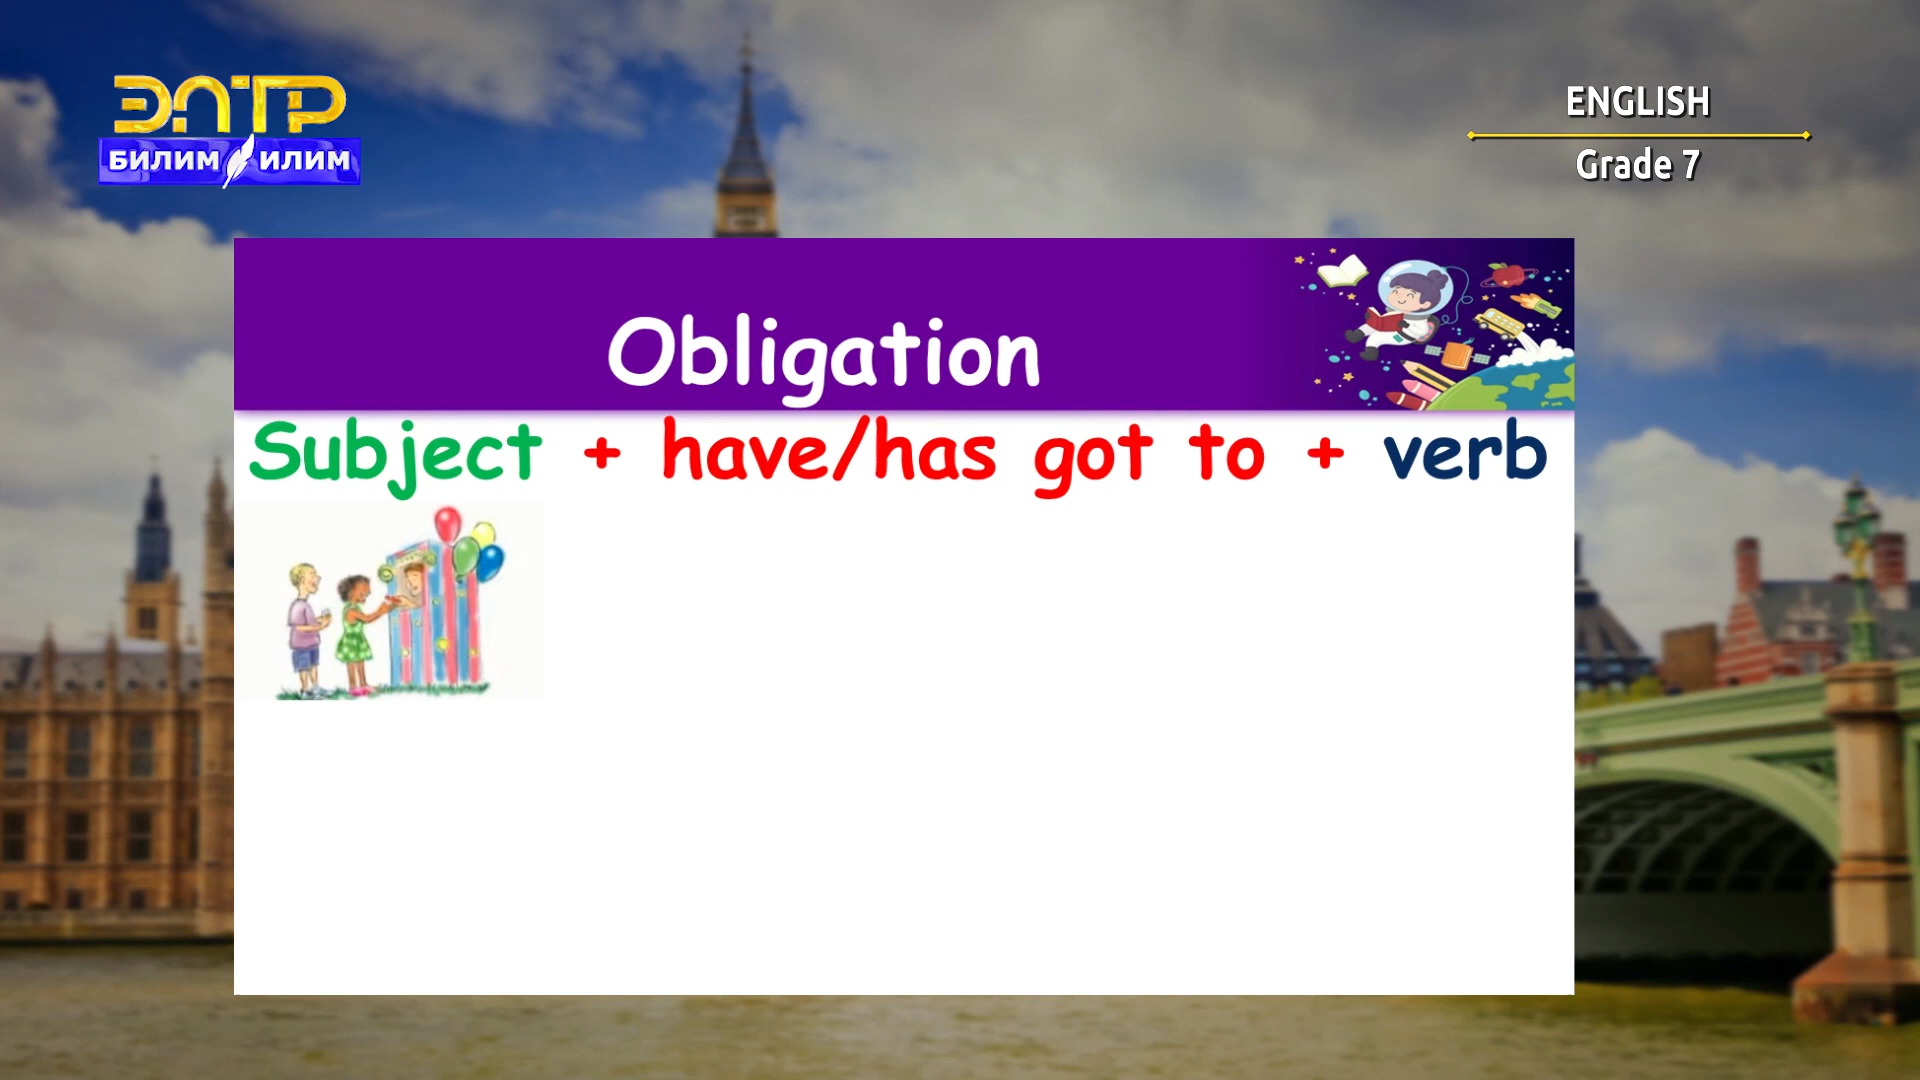 ЭЛТР
БИЛИМ ИЛИМ
ENGLISH
Grade 7
Obligation
Subject + have/has got to + verb